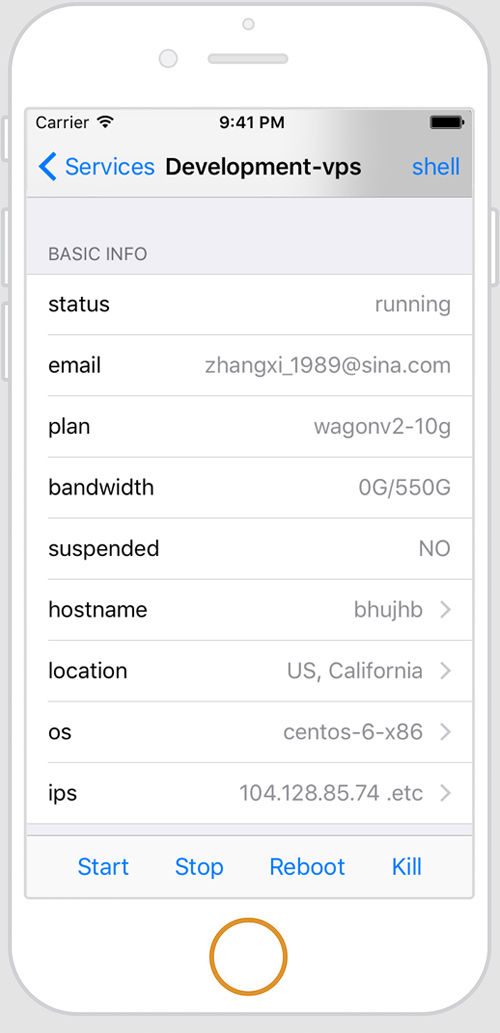 Carrier 9:41 PM
Services Development-vps shell
BASIC INFO
status running
email zhangxi_1989@sina.com
plan wagonv2-10g
bandwidth 0G/550G
suspended NO
hostname bhujhb
location US, California
os centos-6-x86
ips 104.128.85.74 .etc
Start Stop Reboot Kill